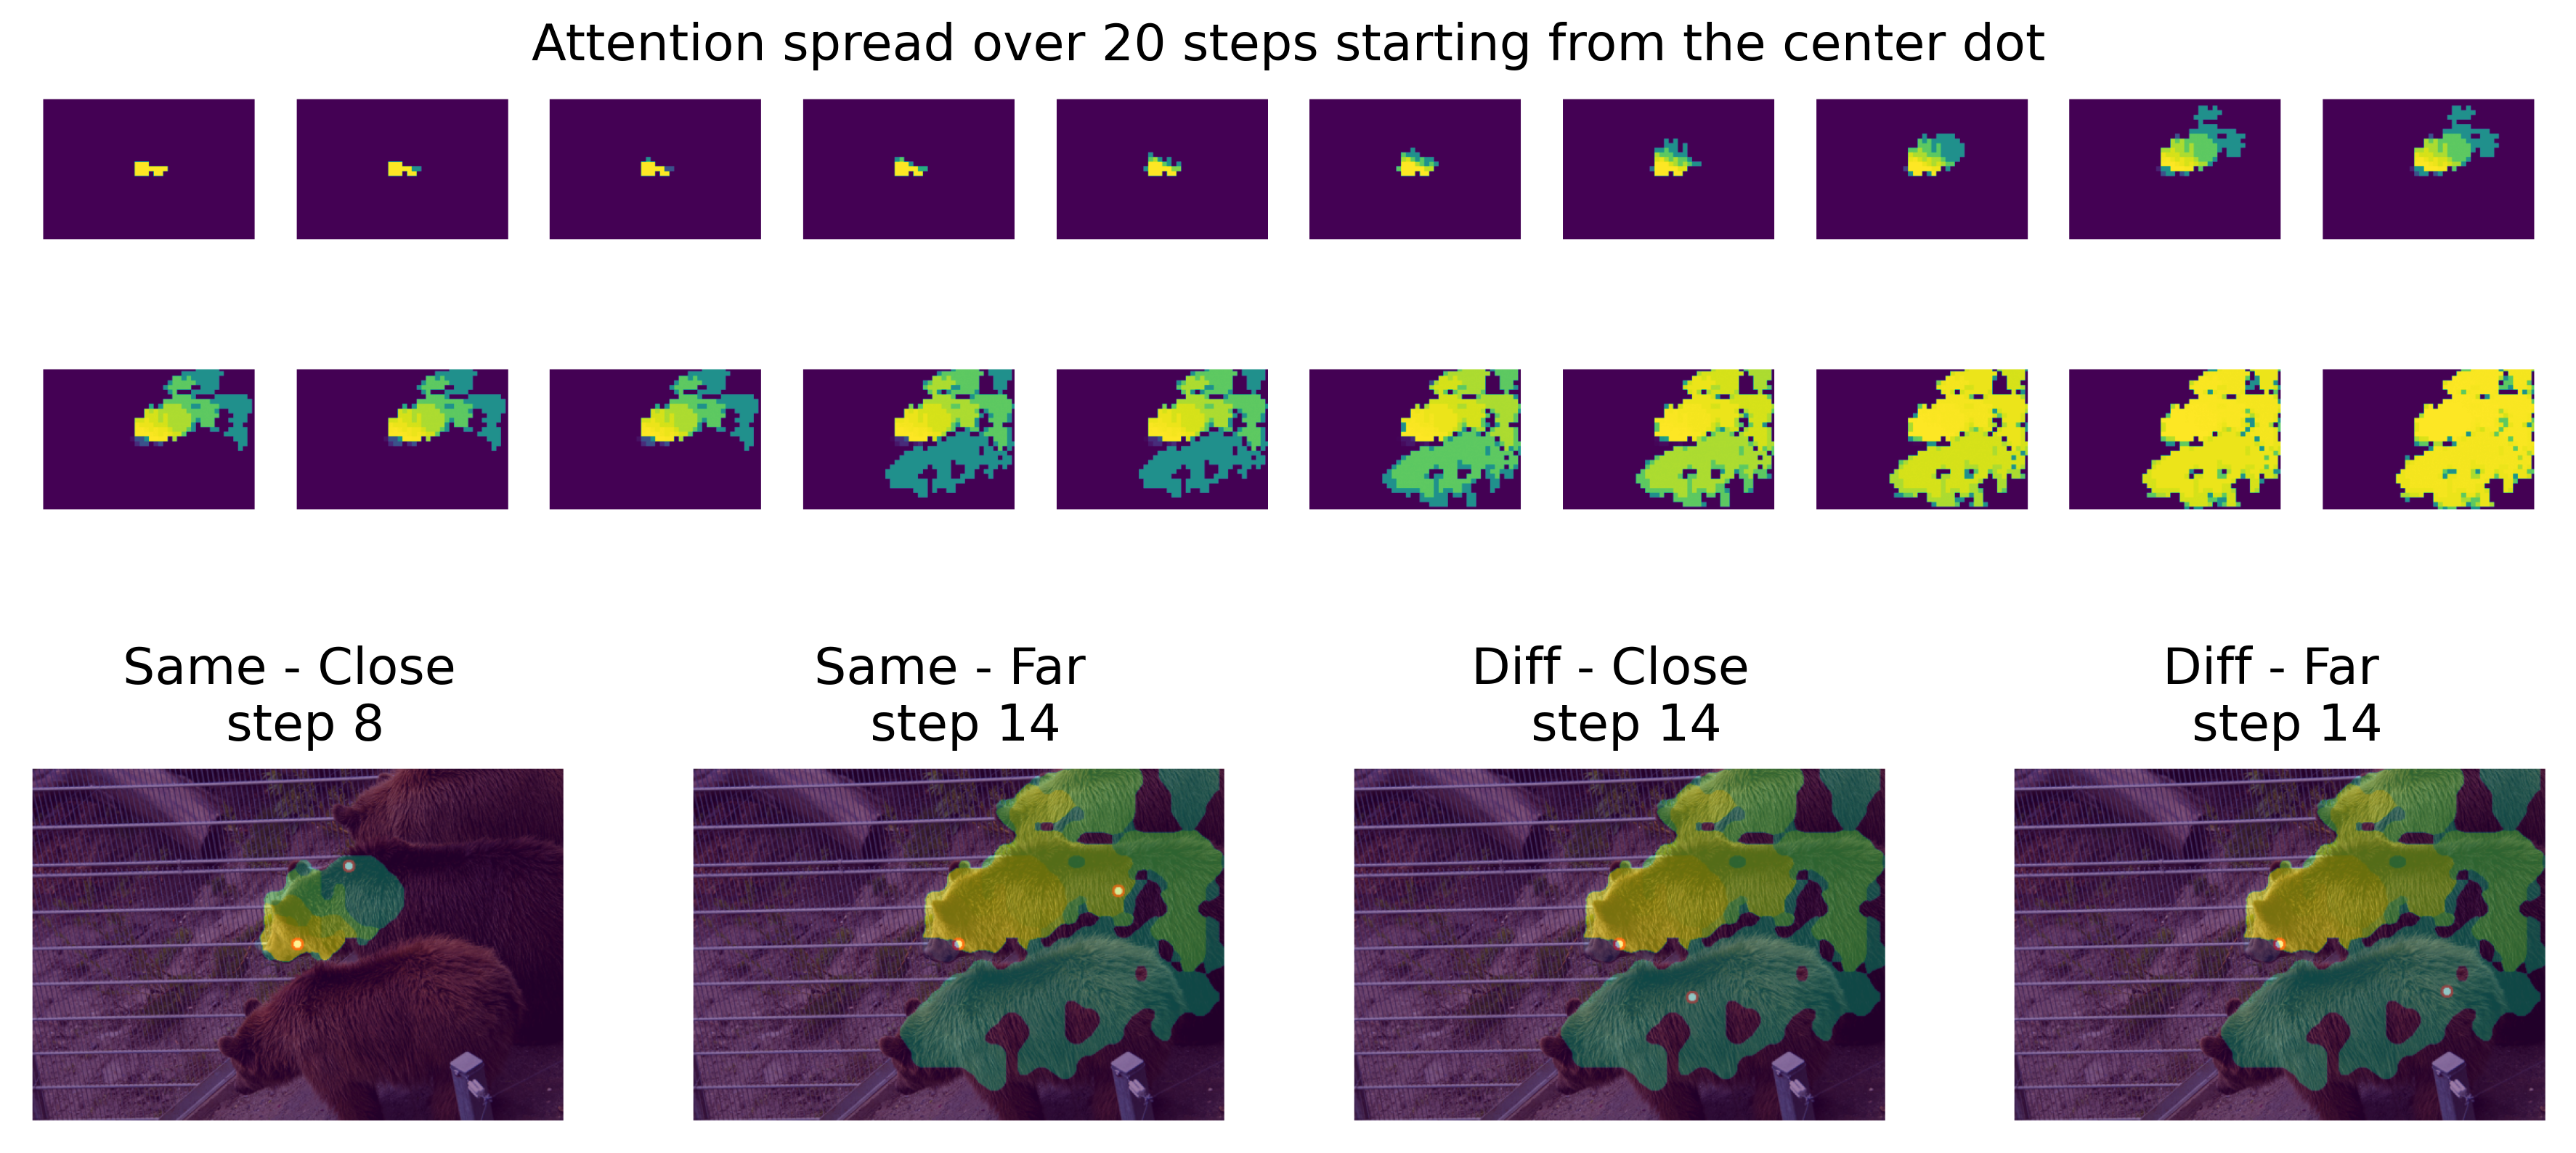 Attention spread over 20 steps starting from the center dot
Same - Close
step 8
Same - Far
step 14
Diff - Close
step 14
Diff - Far
step 14